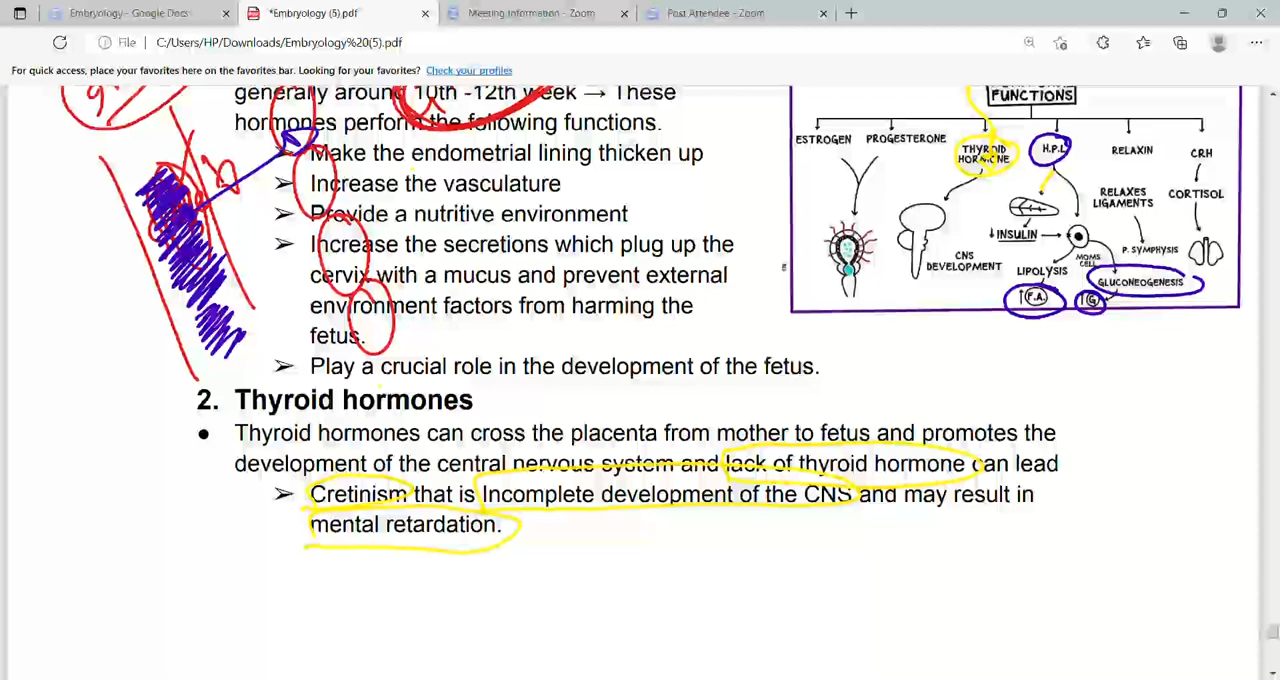 Embryology - Google Docs
*Embryology (5).pdf
Meeting Information - Zoom
Post Attendee - Zoom
File | C:/Users/HP/Downloads/Embryology%20(5).pdf
For quick access, place your favorites here on the favorites bar. Looking for your favorites? Check your profiles
generally around 10th -12th week → These
hormones perform the following functions.
➢ Make the endometrial lining thicken up
➢ Increase the vasculature
➢ Provide a nutritive environment
➢ Increase the secretions which plug up the
cervix with a mucus and prevent external
environment factors from harming the
fetus.
➢ Play a crucial role in the development of the fetus.
2. Thyroid hormones
● Thyroid hormones can cross the placenta from mother to fetus and promotes the
development of the central nervous system and lack of thyroid hormone can lead
➢ Cretinism that is Incomplete development of the CNS and may result in
mental retardation.
FUNCTIONS
ESTROGEN
PROGESTERONE
THYROID
HORMONE
H.P.L
RELAXIN
CRH
CORTISOL
RELAXES
LIGAMENTS
P. SYMPHYSIS
CNS
DEVELOPMENT
↓INSULIN
MOMS
CELL
LIPOLYSIS
GLUCONEOGENESIS
↑F.A.
↑G